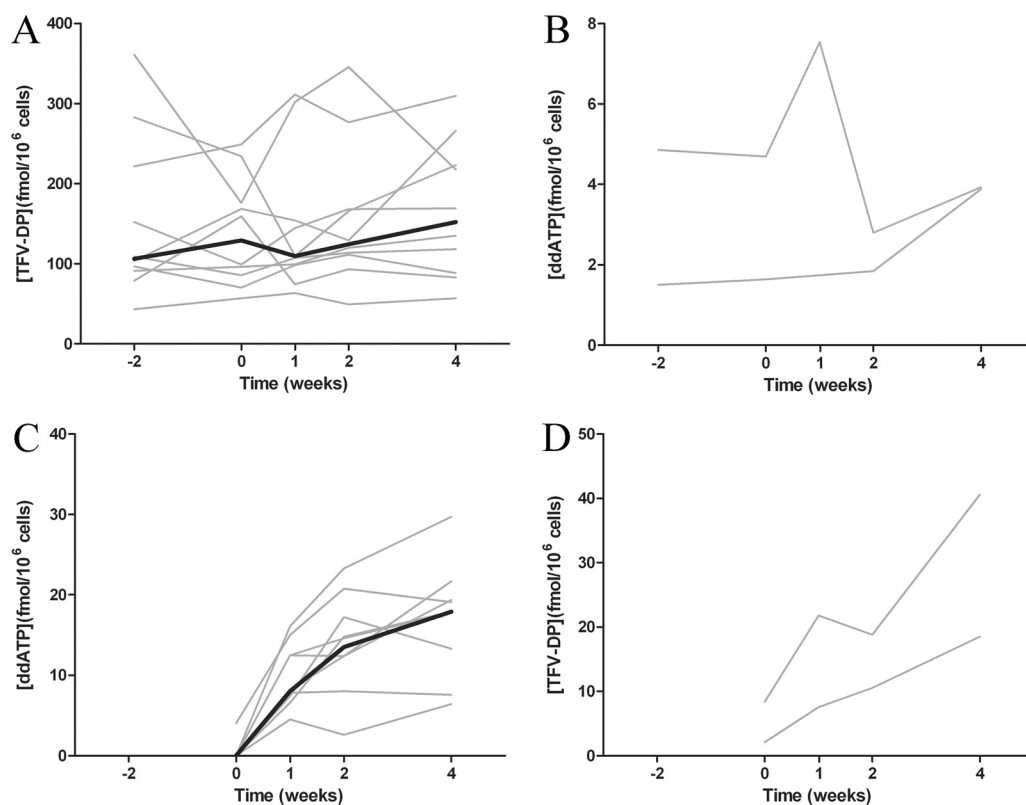 A
[TFV-DP](fmol/10⁶ cells)
400
300
200
100
0
-2 0 1 2 4
Time (weeks)
B
[ddATP](fmol/10⁶ cells)
8
6
4
2
0
-2 0 1 2 4
Time (weeks)
C
[ddATP](fmol/10⁶ cells)
40
30
20
10
0
-2 0 1 2 4
Time (weeks)
D
[TFV-DP](fmol/10⁶ cells)
50
40
30
20
10
0
-2 0 1 2 4
Time (weeks)